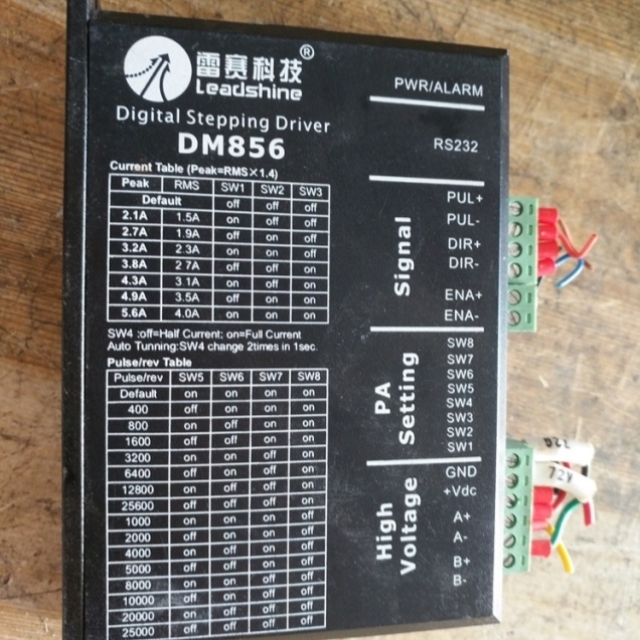 雷赛科技®
Leadshine
Digital Stepping Driver
DM856
Current Table (Peak=RMS×1.4)
Peak RMS SW1 SW2 SW3
Default off off off
2.1A 1.5A on off off
2.7A 1.9A off on off
3.2A 2.3A on on off
3.8A 2.7A off off on
4.3A 3.1A on off on
4.9A 3.5A off on on
5.6A 4.0A on on on
SW4 :off=Half Current; on=Full Current
Auto Tunning:SW4 change 2times in 1sec.
Pulse/rev Table
Pulse/rev SW5 SW6 SW7 SW8
Default on on on on
400 off on on on
800 on off on on
1600 off off on on
3200 on on off on
6400 off on off on
12800 on off off on
25600 off off off on
1000 on on on off
2000 off on on off
4000 on off on off
5000 off off on off
8000 on on off off
10000 off on off off
20000 on off off off
25000 off off off off
PWR/ALARM
RS232
Signal
PUL+
PUL-
DIR+
DIR-
ENA+
ENA-
PA
Setting
SW8
SW7
SW6
SW5
SW4
SW3
SW2
SW1
High
Voltage
GND
+Vdc
A+
A-
B+
B-
72V